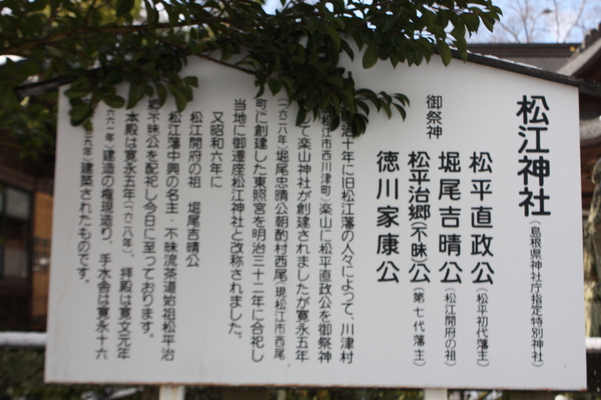 松江神社（島根県神社庁指定特別神社）
御祭神
松平直政公（松平初代藩主）
堀尾吉晴公（松江開府の祖）
松平治郷（不昧）公（第七代藩主）
徳川家康公
治十年に旧松江藩の人々によって、川津村
松江市西川津町）楽山に松平直政公を御祭神
して楽山神社が創建されましたが寛永五年
（一六二八年）堀尾忠晴公朝酌村西尾（現松江市西尾
町に創建した東照宮を明治三十二年に合祀し
当地に御遷座松江神社と改称されました。
又昭和六年に
松江開府の祖 堀尾吉晴公
松江藩中興の名主・不昧流茶道岩祖松平治
郷不昧公を配祀し今日に至っております。
本殿は寛永五年（一六二八年）、拝殿は寛文元年
六六一年）建造の権現造り、手水舎は寛永十六
九年）建築されたものです。